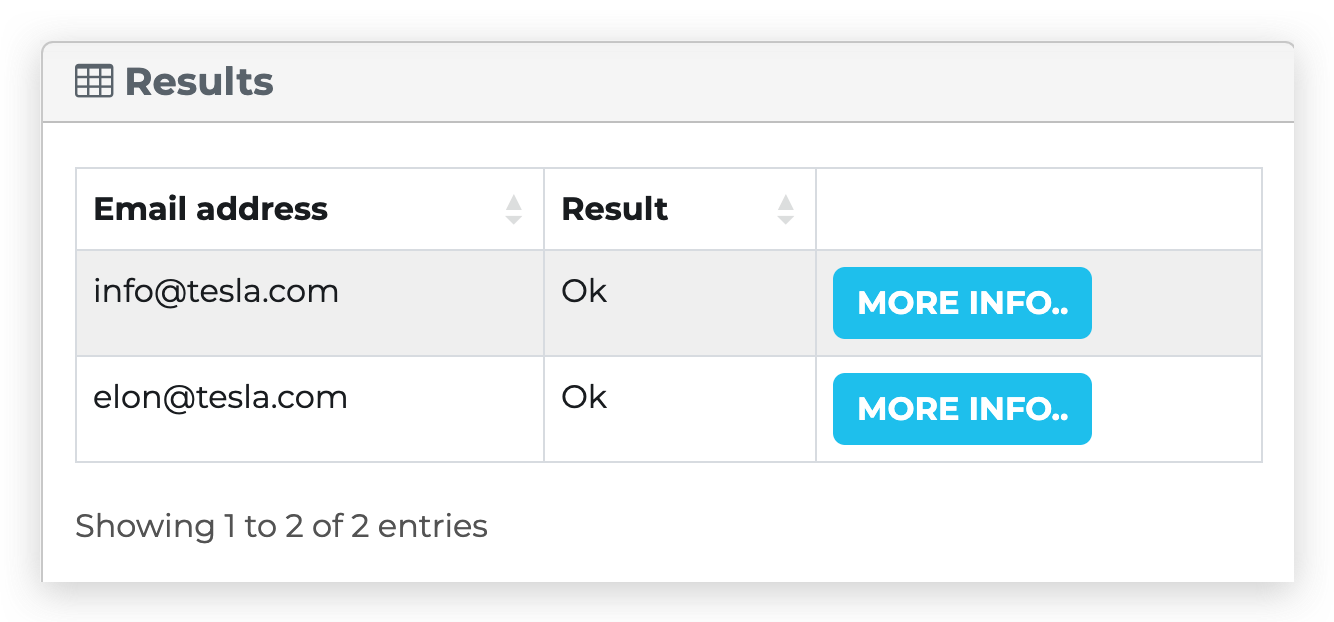 Results
Email address Result
info@tesla.com Ok MORE INFO..
elon@tesla.com Ok MORE INFO..
Showing 1 to 2 of 2 entries